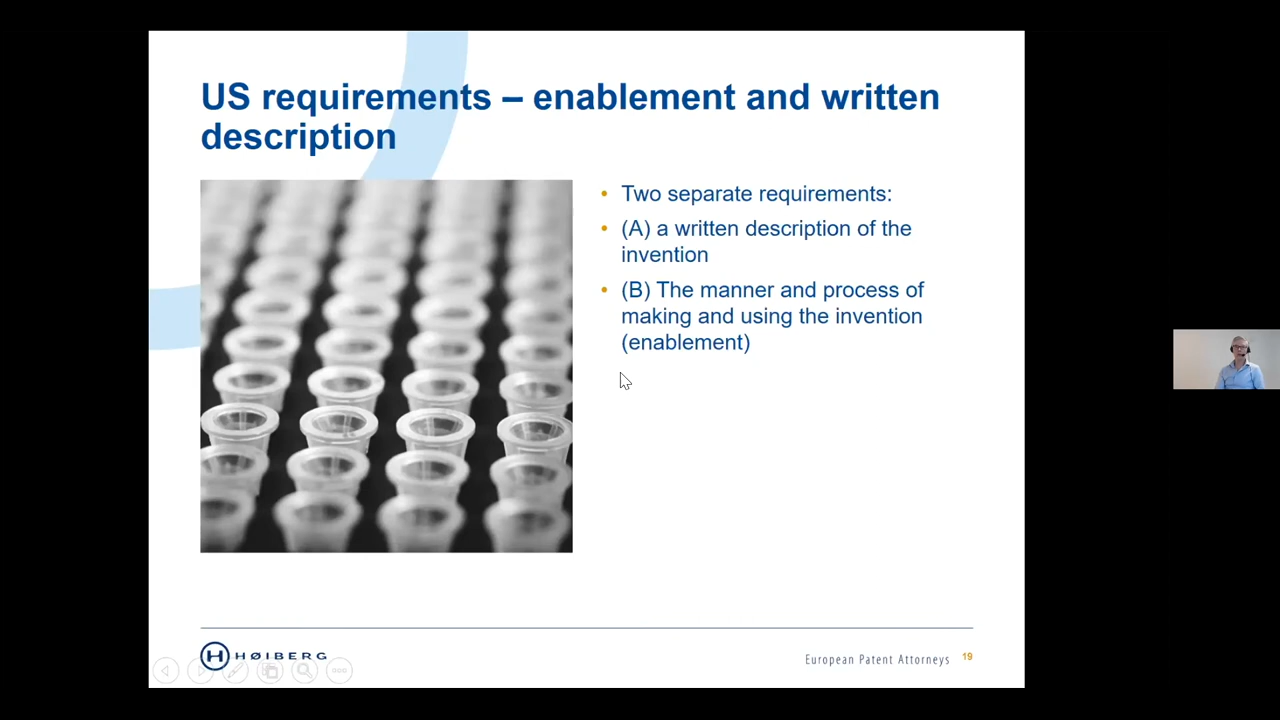 US requirements – enablement and written
description
• Two separate requirements:
• (A) a written description of the
invention
• (B) The manner and process of
making and using the invention
(enablement)
H HØIBERG
European Patent Attorneys 19